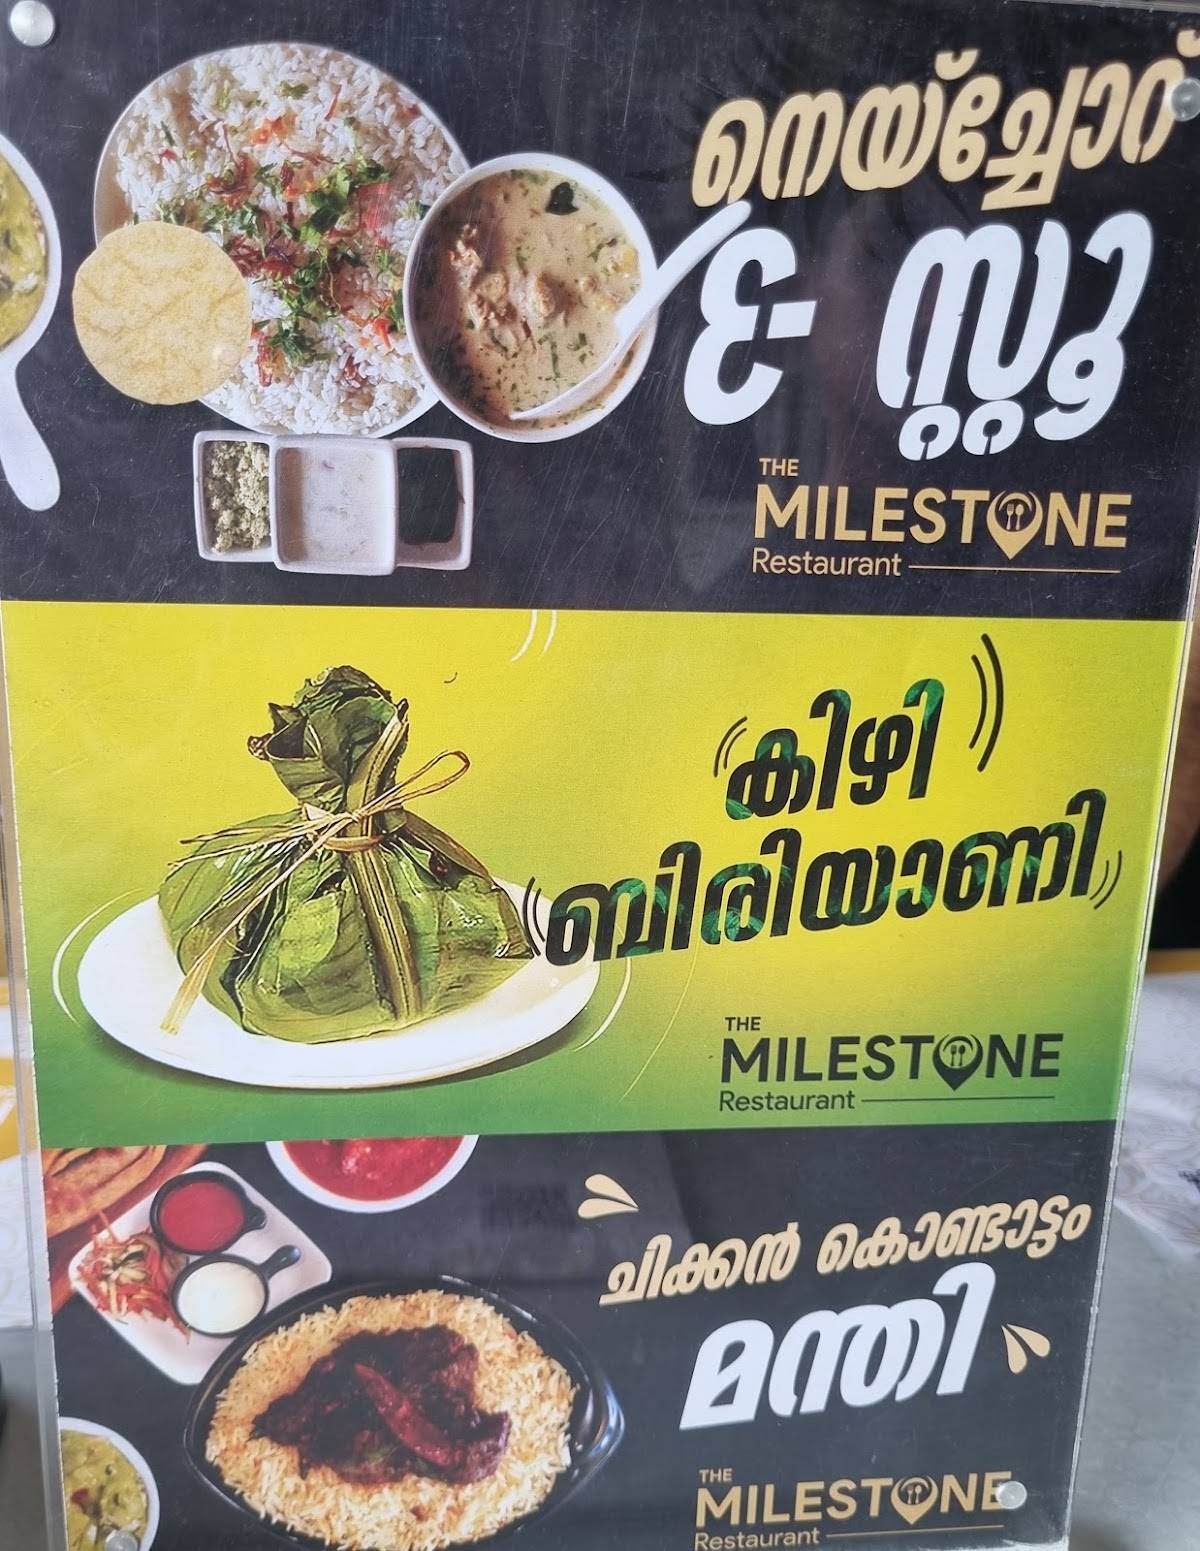 നെയ്ച്ചോറ്
& സ്റ്റൂ
THE
MILESTONE
Restaurant
കിഴി
ബിരിയാണി
THE
MILESTONE
Restaurant
ചിക്കൻ കൊണ്ടാട്ടം
മന്തി
THE
MILESTONE
Restaurant